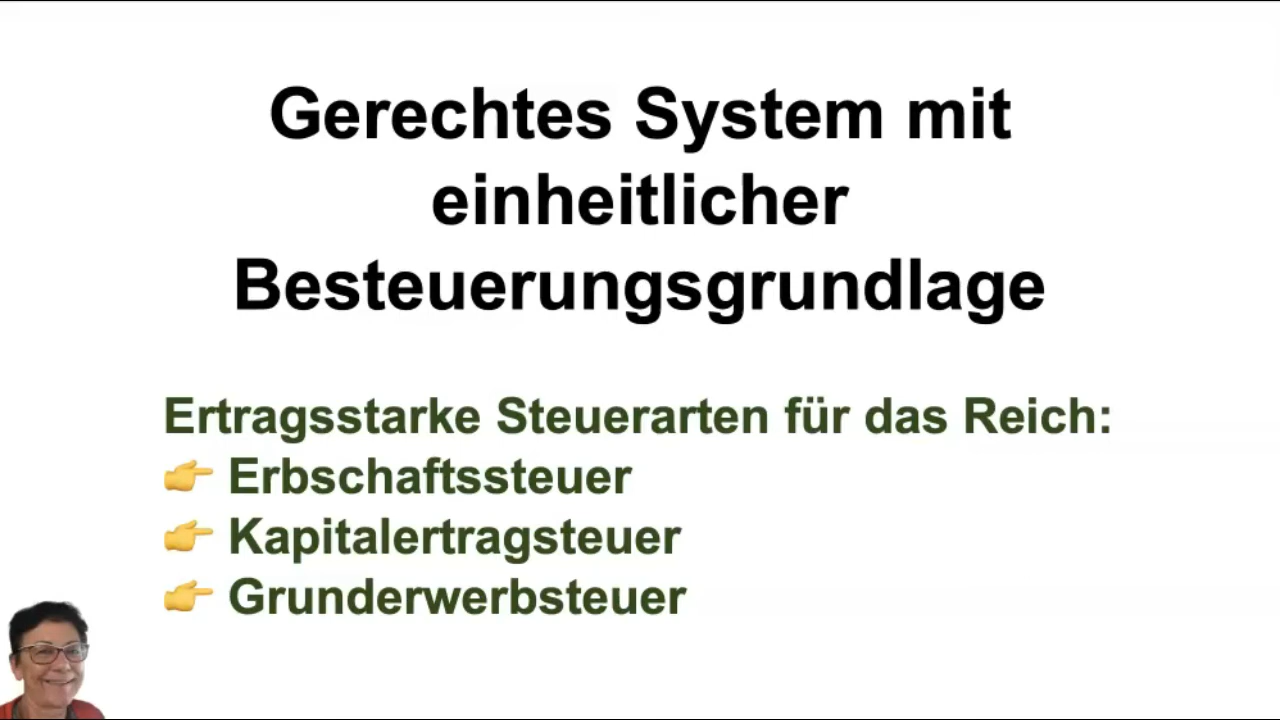 Gerechtes System mit
einheitlicher
Besteuerungsgrundlage
Ertragsstarke Steuerarten für das Reich:
👉 Erbschaftssteuer
👉 Kapitalertragsteuer
👉 Grunderwerbsteuer